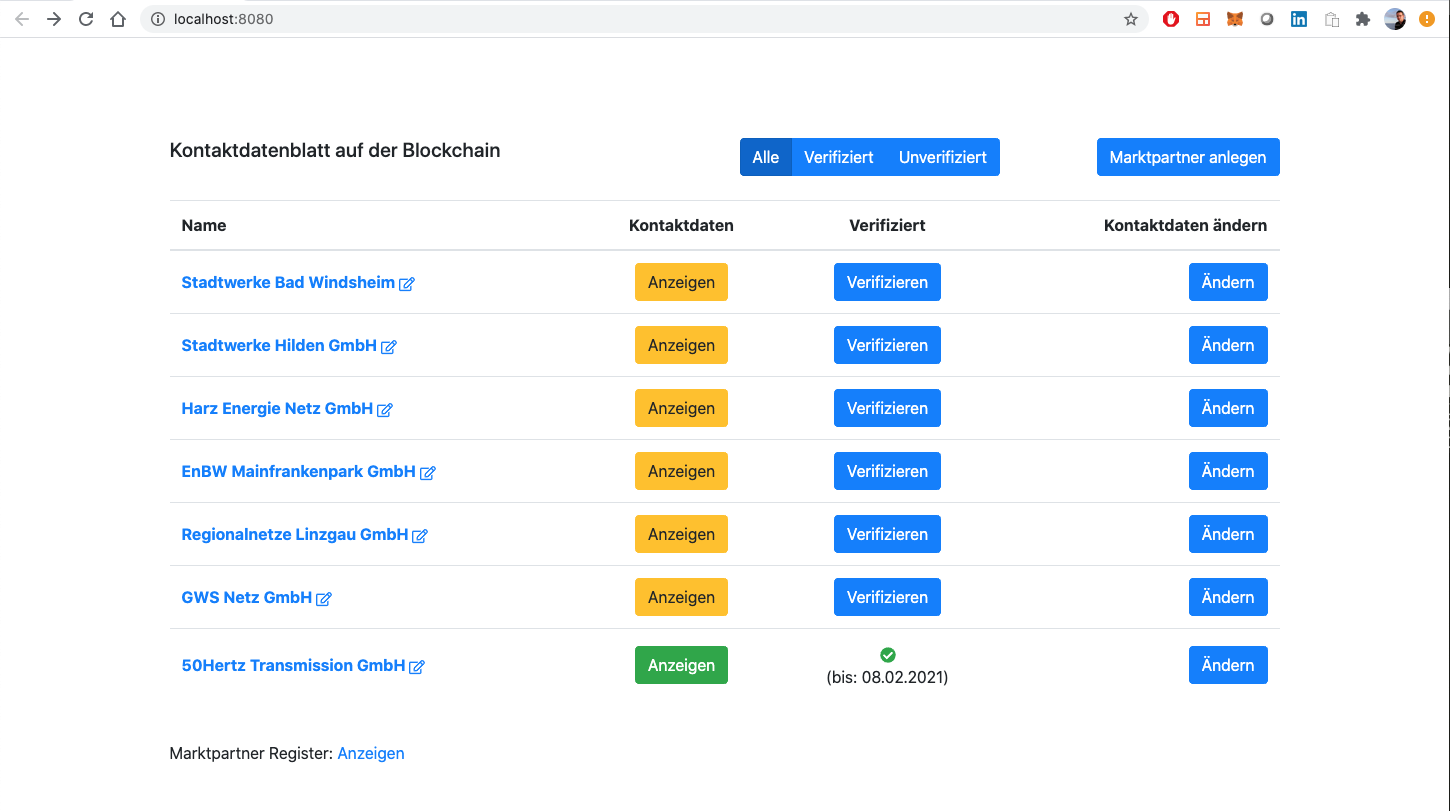 localhost:8080
Kontaktdatenblatt auf der Blockchain
Alle Verifiziert Unverifiziert
Marktpartner anlegen
Name Kontaktdaten Verifiziert Kontaktdaten ändern
Stadtwerke Bad Windsheim Anzeigen Verifizieren Ändern
Stadtwerke Hilden GmbH Anzeigen Verifizieren Ändern
Harz Energie Netz GmbH Anzeigen Verifizieren Ändern
EnBW Mainfrankenpark GmbH Anzeigen Verifizieren Ändern
Regionalnetze Linzgau GmbH Anzeigen Verifizieren Ändern
GWS Netz GmbH Anzeigen Verifizieren Ändern
50Hertz Transmission GmbH Anzeigen Ändern
(bis: 08.02.2021)
Marktpartner Register: Anzeigen